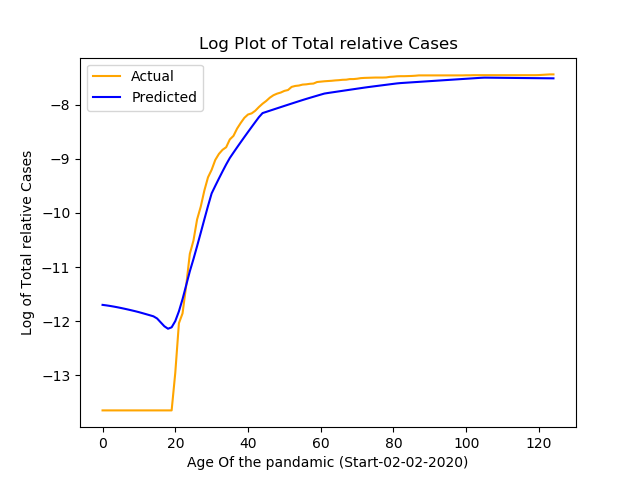 Log Plot of Total relative Cases
Actual
Predicted
Log of Total relative Cases
−8
−9
−10
−11
−12
−13
0 20 40 60 80 100 120
Age Of the pandamic (Start-02-02-2020)